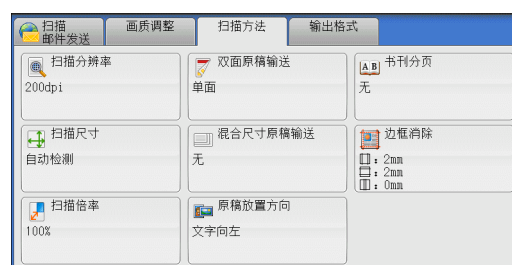 扫描
邮件发送
画质调整
扫描方法
输出格式
扫描分辨率
200dpi
双面原稿输送
单面
A B
书刊分页
无
扫描尺寸
自动检测
混合尺寸原稿输送
无
边框消除
: 2mm
: 2mm
: 0mm
扫描倍率
100%
原稿放置方向
文字向左